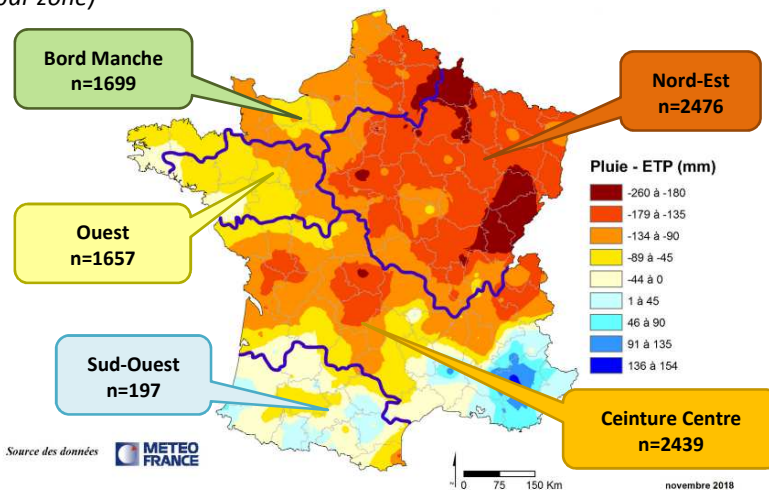 par zone)
Bord Manche
n=1699
Nord-Est
n=2476
Pluie - ETP (mm)
-260 à -180
-179 à -135
-134 à -90
-89 à -45
-44 à 0
1 à 45
46 à 90
91 à 135
136 à 154
Ouest
n=1657
Sud-Ouest
n=197
Ceinture Centre
n=2439
Source des données
METEO
FRANCE
0 75 150 Km
novembre 2018